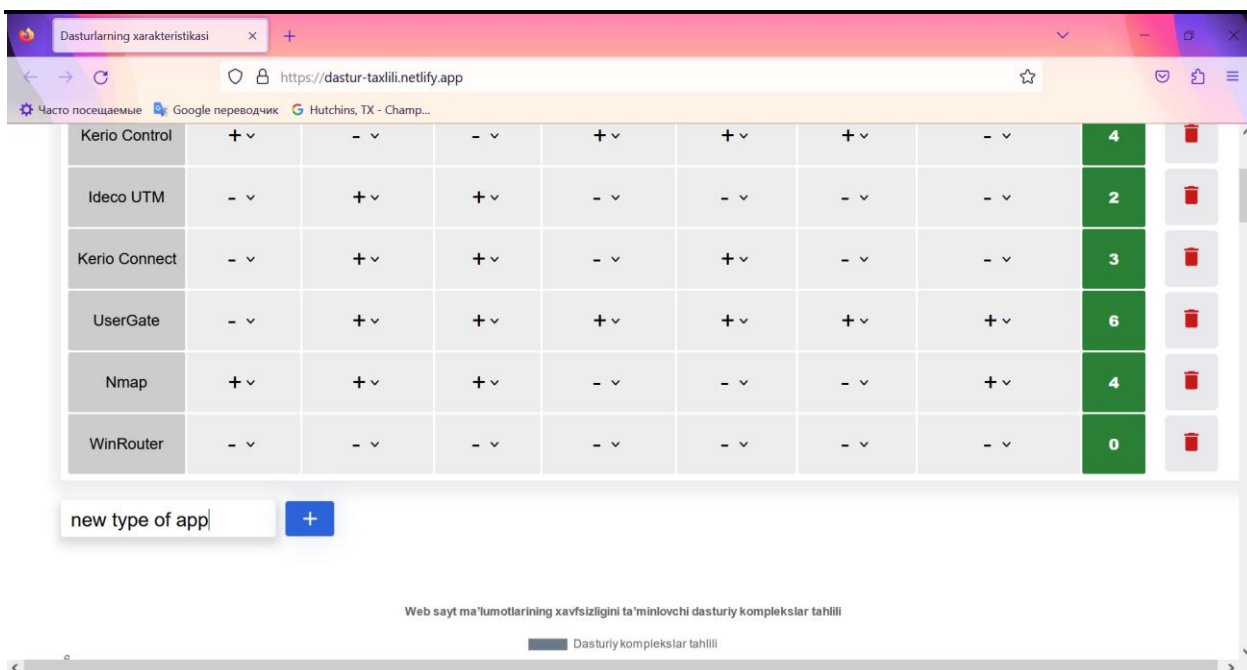 Dasturlarning xarakteristikasi
https://dastur-taxlili.netlify.app
Часто посещаемые Google переводчик Hutchins, TX - Champ...
Kerio Control + - - + + + - 4
Ideco UTM - + + - - - - 2
Kerio Connect - + + - + - - 3
UserGate - + + + + + + 6
Nmap + + + - - - + 4
WinRouter - - - - - - - 0
new type of app +
Web sayt ma'lumotlarining xavfsizligini ta'minlovchi dasturiy komplekslar tahlili
Dasturiy komplekslar tahlili
6